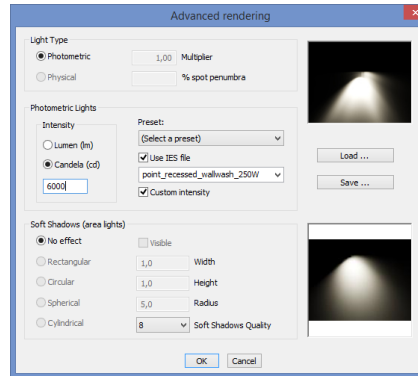 Advanced rendering
x
Light Type
Photometric
1,00
Multiplier
Physical
% spot penumbra
Photometric Lights
Intensity
Lumen (lm)
Candela (cd)
6000
Preset:
(Select a preset)
Use IES file
point_recessed_wallwash_250W
Custom intensity
Load ...
Save ...
Soft Shadows (area lights)
No effect
Visible
Rectangular
1,0
Width
Circular
1,0
Height
Spherical
5,0
Radius
Cylindrical
8
Soft Shadows Quality
OK
Cancel